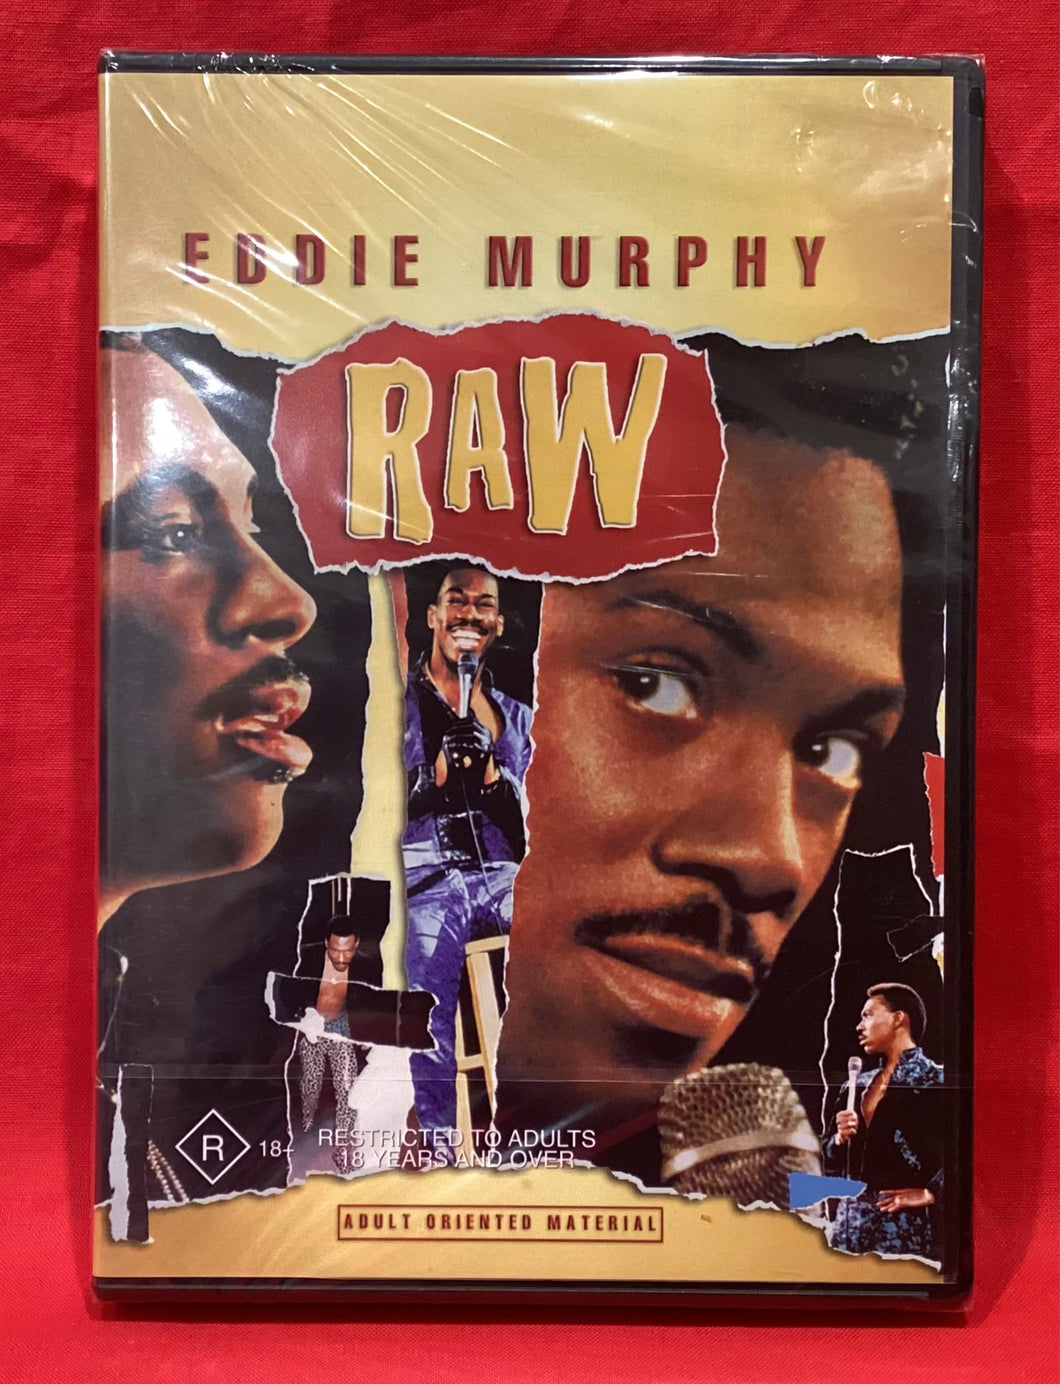 EDDIE MURPHY
RAW
R 18+ RESTRICTED TO ADULTS
18 YEARS AND OVER
ADULT ORIENTED MATERIAL